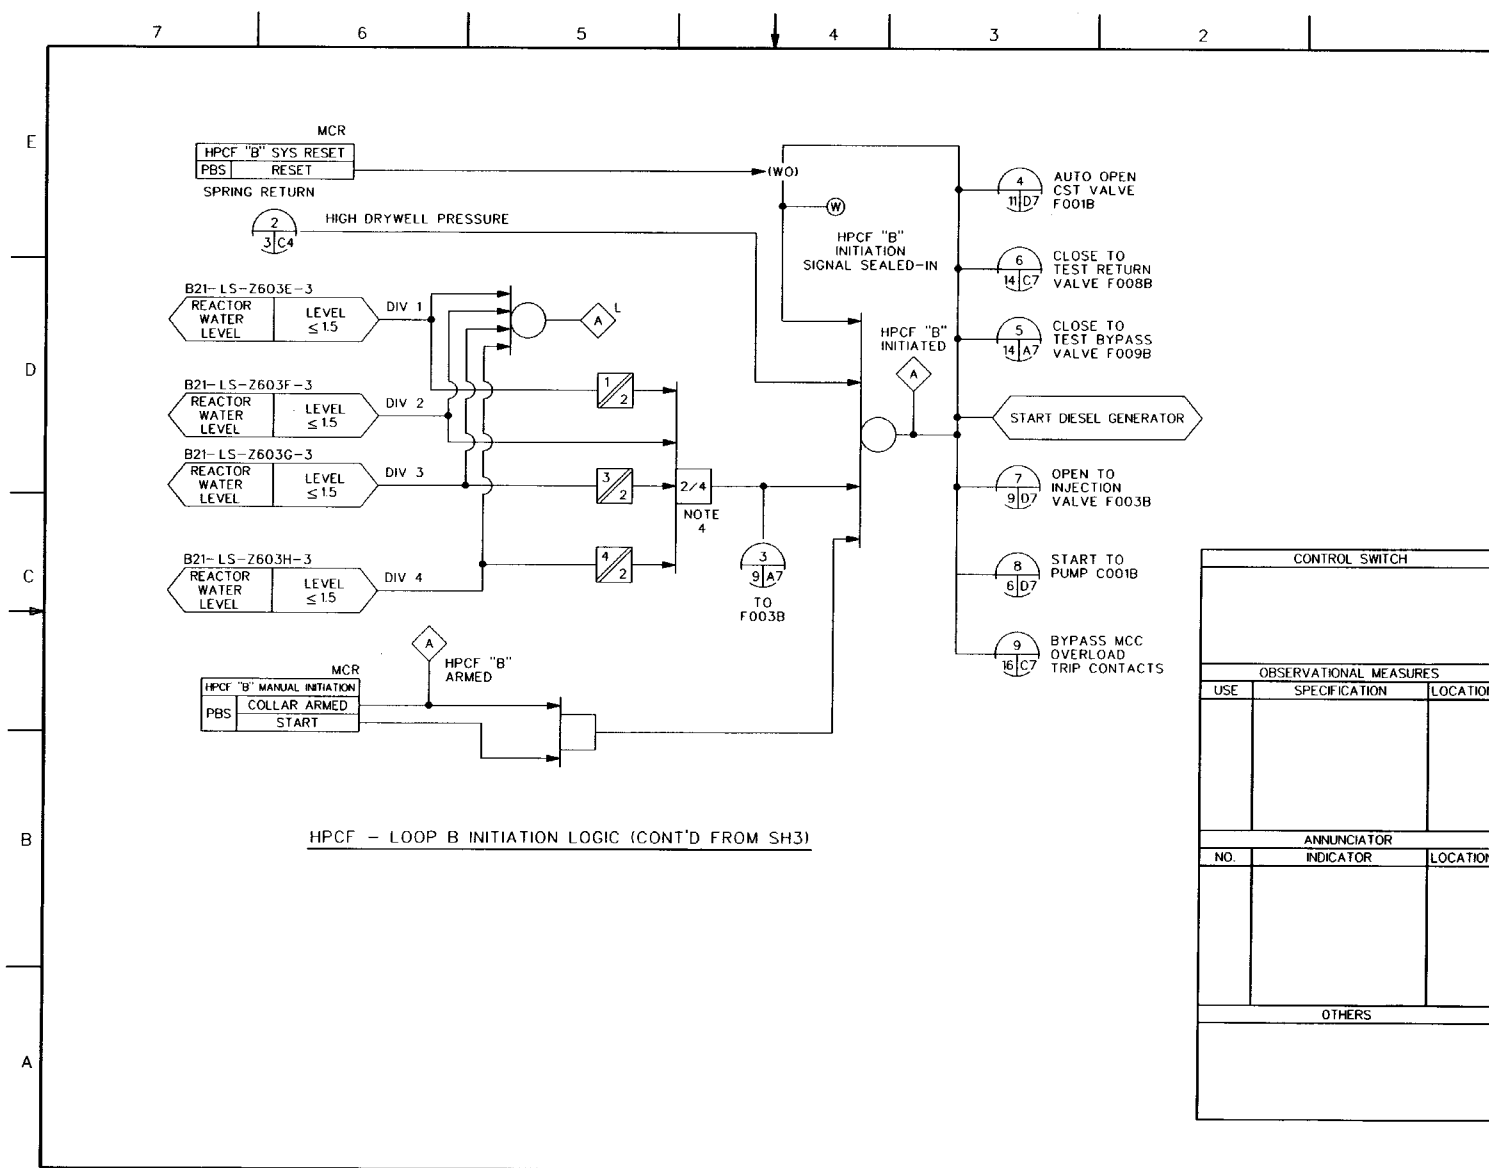 7 6 5 4 3 2
E
D
C
B
A
MCR
HPCF "B" SYS RESET
PBS RESET
SPRING RETURN
2
3 C4
HIGH DRYWELL PRESSURE
(WO)
W
HPCF "B"
INITIATION
SIGNAL SEALED-IN
B21-LS-Z603E-3
REACTOR
WATER
LEVEL
LEVEL
≤ 1.5
DIV 1
A L
B21-LS-Z603F-3
REACTOR
WATER
LEVEL
LEVEL
≤ 1.5
DIV 2
1
2
B21-LS-Z603G-3
REACTOR
WATER
LEVEL
LEVEL
≤ 1.5
DIV 3
3
2
2/4
NOTE
4
B21-LS-Z603H-3
REACTOR
WATER
LEVEL
LEVEL
≤ 1.5
DIV 4
4
2
3
9 A7
TO
F003B
HPCF "B"
INITIATED
A
A
HPCF "B"
ARMED
MCR
HPCF "B" MANUAL INITIATION
PBS
COLLAR ARMED
START
4
11 D7
AUTO OPEN
CST VALVE
F001B
6
14 C7
CLOSE TO
TEST RETURN
VALVE F008B
5
14 A7
CLOSE TO
TEST BYPASS
VALVE F009B
START DIESEL GENERATOR
7
9 D7
OPEN TO
INJECTION
VALVE F003B
8
6 D7
START TO
PUMP C001B
9
16 C7
BYPASS MCC
OVERLOAD
TRIP CONTACTS
HPCF - LOOP B INITIATION LOGIC (CONT'D FROM SH3)
CONTROL SWITCH
OBSERVATIONAL MEASURES
USE SPECIFICATION LOCATION
ANNUNCIATOR
NO. INDICATOR LOCATION
OTHERS